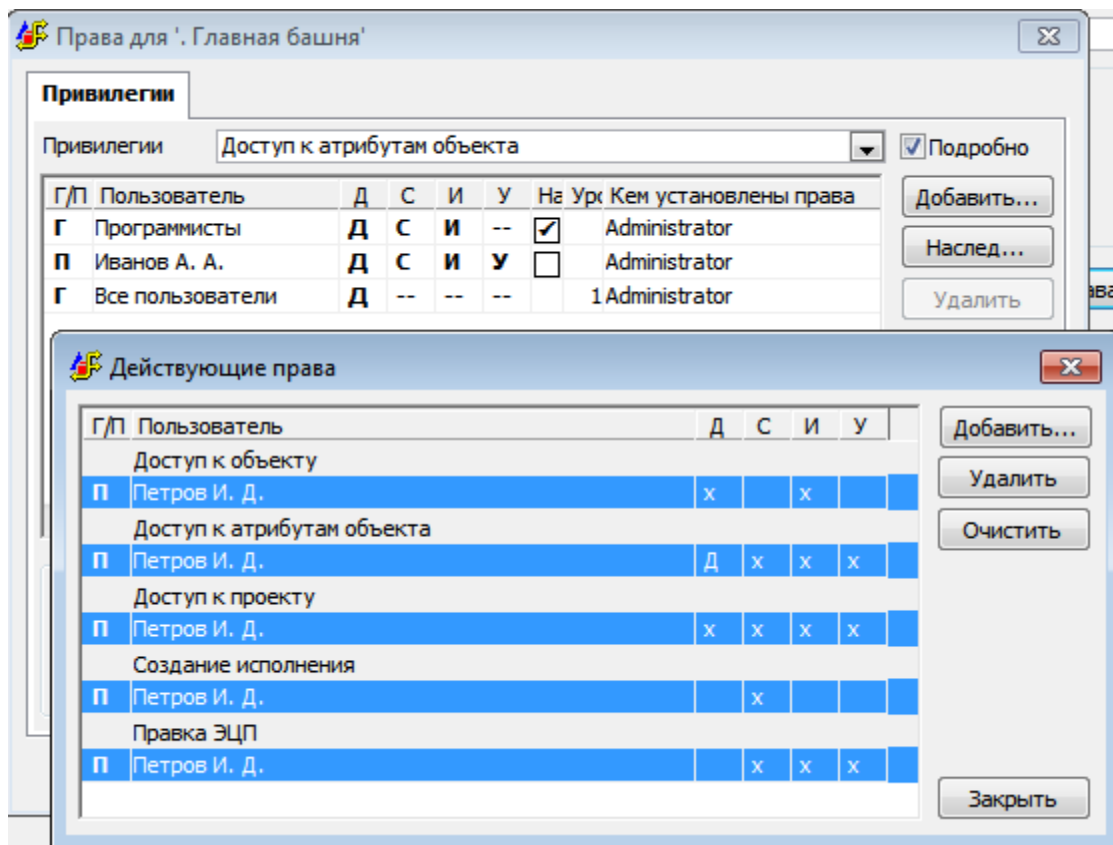 Права для '. Главная башня'
Привилегии
Привилегии Доступ к атрибутам объекта Подробно
Г/П Пользователь Д С И У На Уро Кем установлены права Добавить...
Г Программисты Д С И -- Administrator
П Иванов А. А. Д С И У Administrator Наслед...
Г Все пользователи Д -- -- -- 1 Administrator Удалить
Действующие права
Г/П Пользователь Д С И У Добавить...
Доступ к объекту
П Петров И. Д. х х Удалить
Доступ к атрибутам объекта Очистить
П Петров И. Д. Д х х х
Доступ к проекту
П Петров И. Д. х х х х
Создание исполнения
П Петров И. Д. х
Правка ЭЦП
П Петров И. Д. х х х
Закрыть